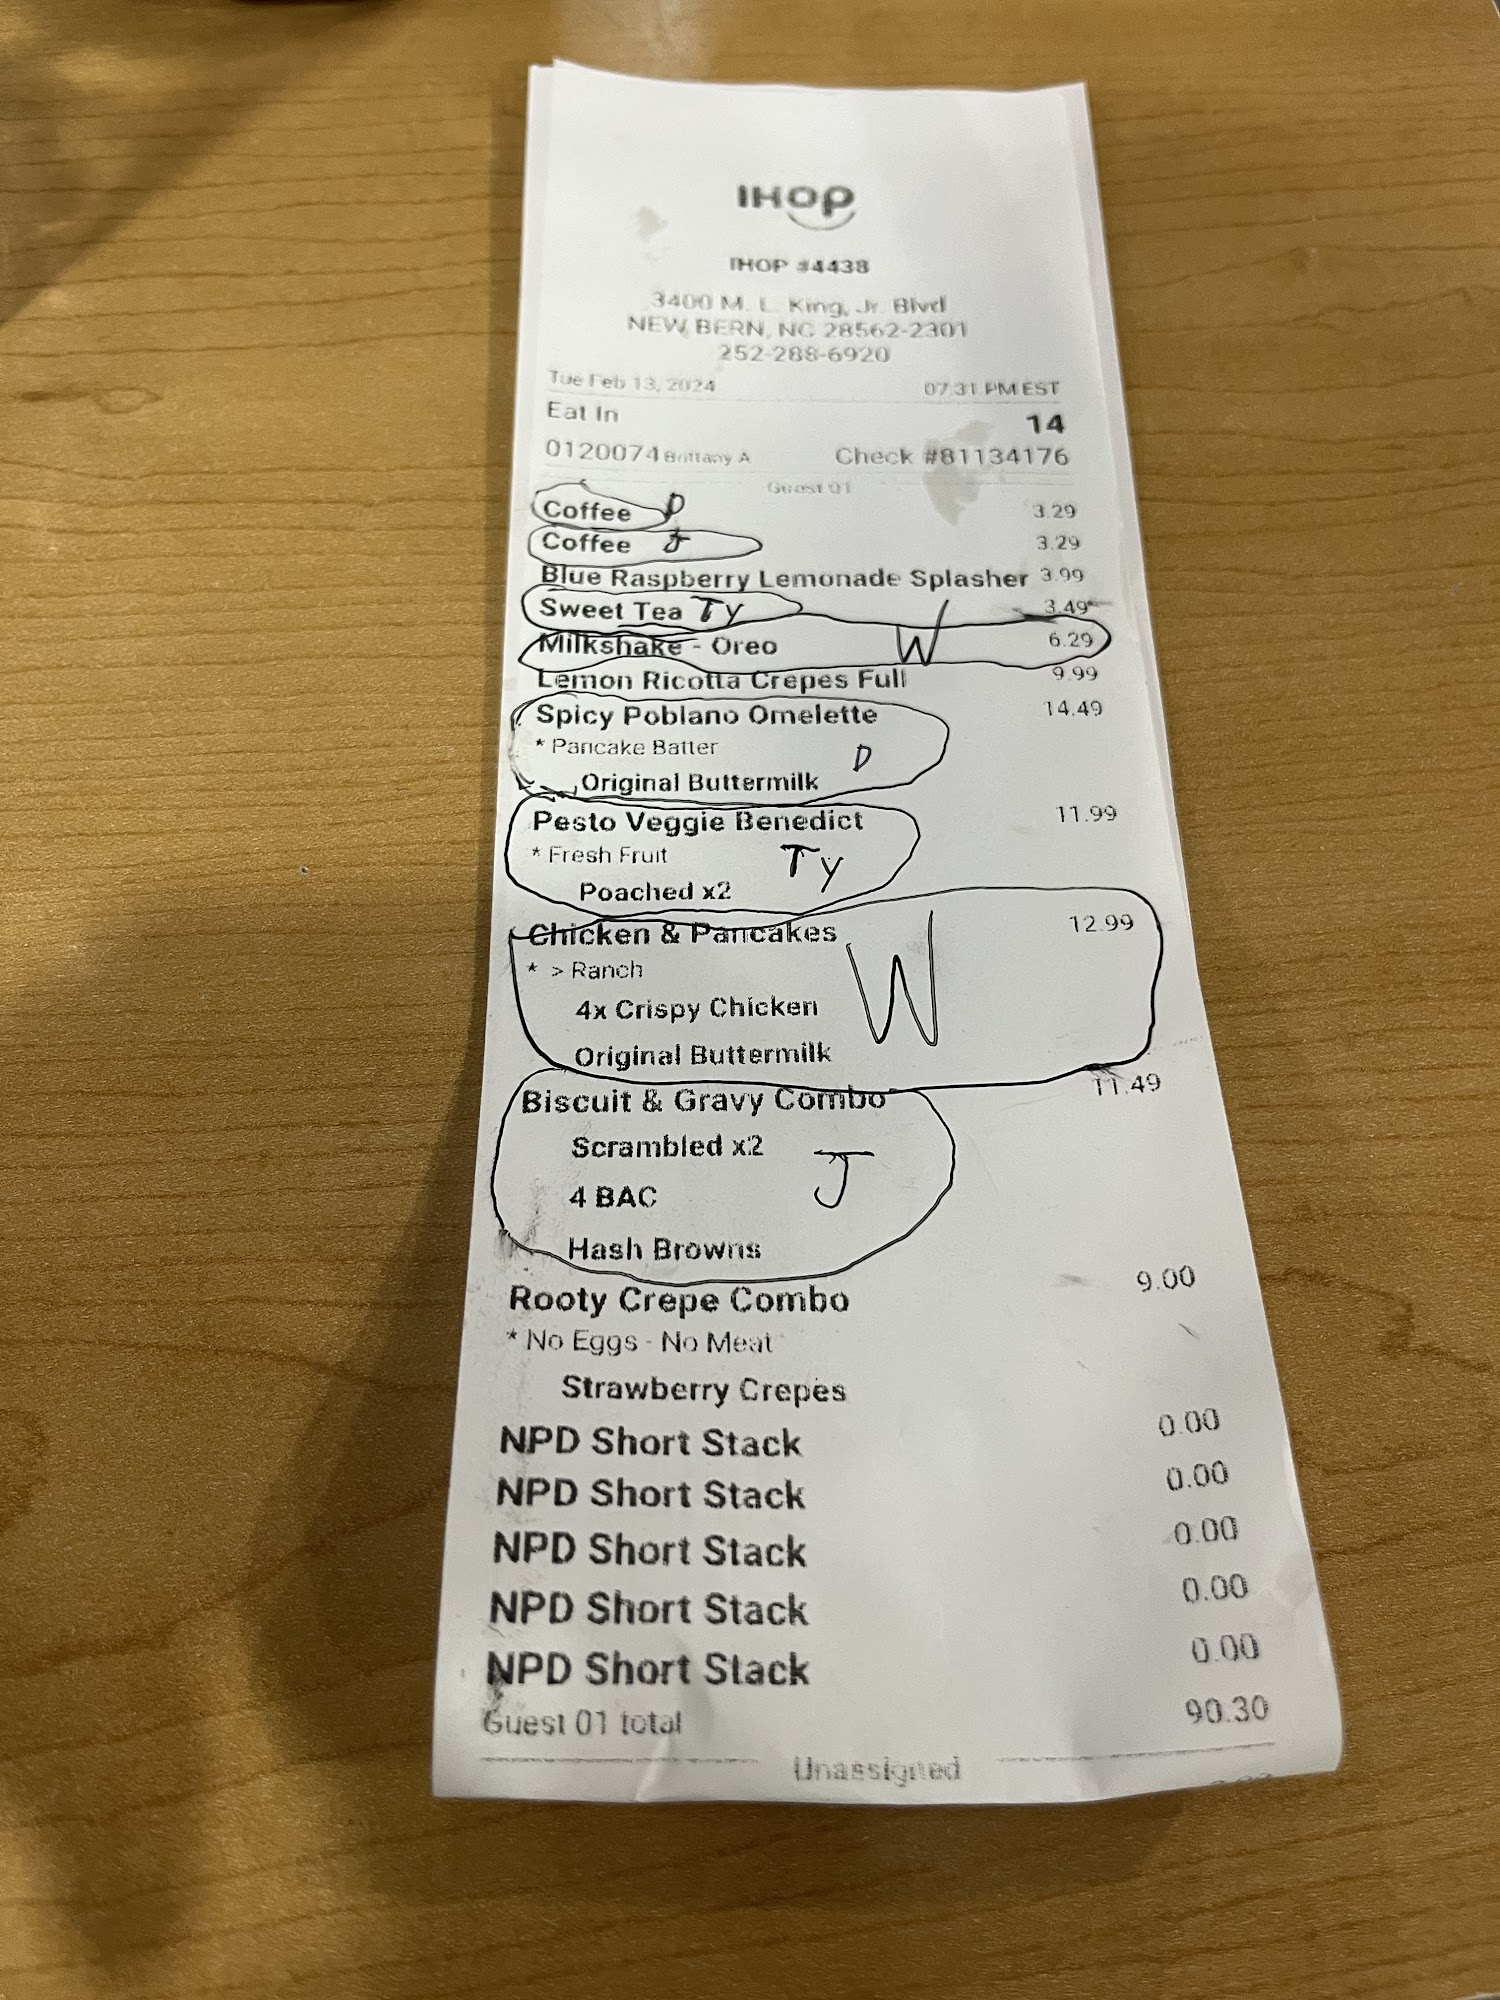 IHOP
IHOP #4438
3400 M. L. King, Jr. Blvd
NEW BERN, NC 28562-2301
252-288-6920
Tue Feb 13, 2024 07:31 PM EST
Eat In 14
0120074 Brittany A Check #81134176
Guest 01
Coffee D 3.29
Coffee J 3.29
Blue Raspberry Lemonade Splasher 3.99
Sweet Tea Ty 3.49
Milkshake - Oreo W 6.29
Lemon Ricotta Crepes Full 9.99
Spicy Poblano Omelette 14.49
* Pancake Batter D
Original Buttermilk
Pesto Veggie Benedict 11.99
* Fresh Fruit Ty
Poached x2
Chicken & Pancakes 12.99
* > Ranch W
4x Crispy Chicken
Original Buttermilk
Biscuit & Gravy Combo 11.49
Scrambled x2 J
4 BAC
Hash Browns
Rooty Crepe Combo 9.00
* No Eggs - No Meat
Strawberry Crepes
NPD Short Stack 0.00
NPD Short Stack 0.00
NPD Short Stack 0.00
NPD Short Stack 0.00
NPD Short Stack 0.00
Guest 01 total 90.30
Unassigned